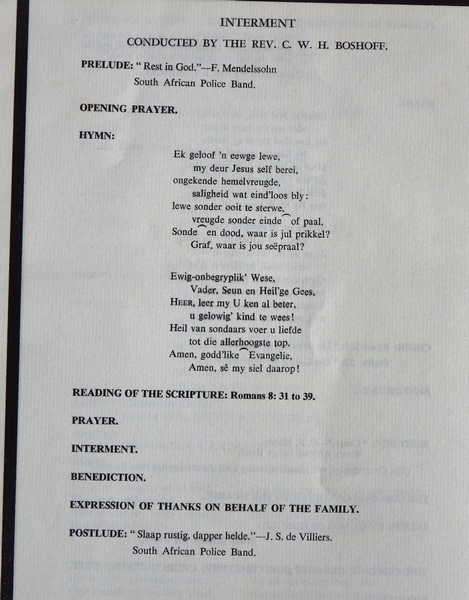 INTERMENT
CONDUCTED BY THE REV. C. W. H. BOSHOFF.
PRELUDE: “ Rest in God.”—F. Mendelssohn
South African Police Band.
OPENING PRAYER.
HYMN:
Ek geloof 'n eewge lewe,
my deur Jesus self berei,
ongekende hemelvreugde,
saligheid wat eind'loos bly :
lewe sonder ooit te sterwe,
vreugde sonder einde⁀of paal,
Sonde⁀en dood, waar is jul prikkel?
Graf, waar is jou seëpraal?
Ewig-onbegryplik' Wese,
Vader, Seun en Heil'ge Gees,
HEER, leer my U ken al beter,
u gelowig' kind te wees!
Heil van sondaars voer u liefde
tot die allerhoogste top.
Amen, godd'like⁀Evangelie,
Amen, sê my siel daarop!
READING OF THE SCRIPTURE: Romans 8: 31 to 39.
PRAYER.
INTERMENT.
BENEDICTION.
EXPRESSION OF THANKS ON BEHALF OF THE FAMILY.
POSTLUDE: “ Slaap rustig, dapper helde.”—J. S. de Villiers.
South African Police Band.